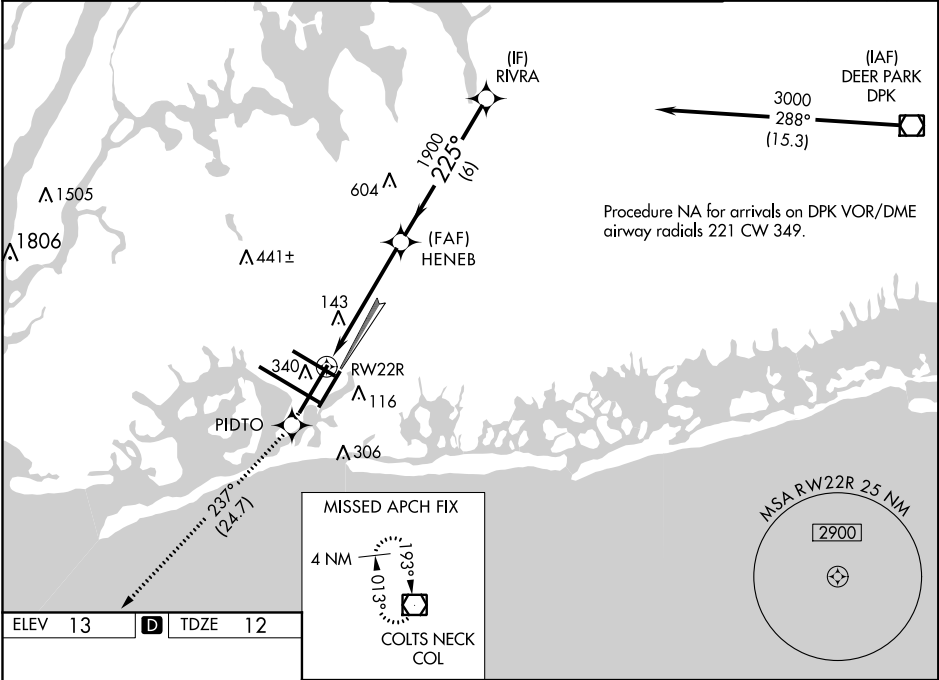 (IF)
RIVRA
(IAF)
DEER PARK
DPK
3000
288°
(15.3)
1900
225°
(6)
604
1505
1806
441±
(FAF)
HENEB
Procedure NA for arrivals on DPK VOR/DME
airway radials 221 CW 349.
143
340
RW22R
116
PIDTO
306
237°
(24.7)
MISSED APCH FIX
4 NM
193°
013°
COLTS NECK
COL
MSA RW22R 25 NM
2900
ELEV 13 D TDZE 12